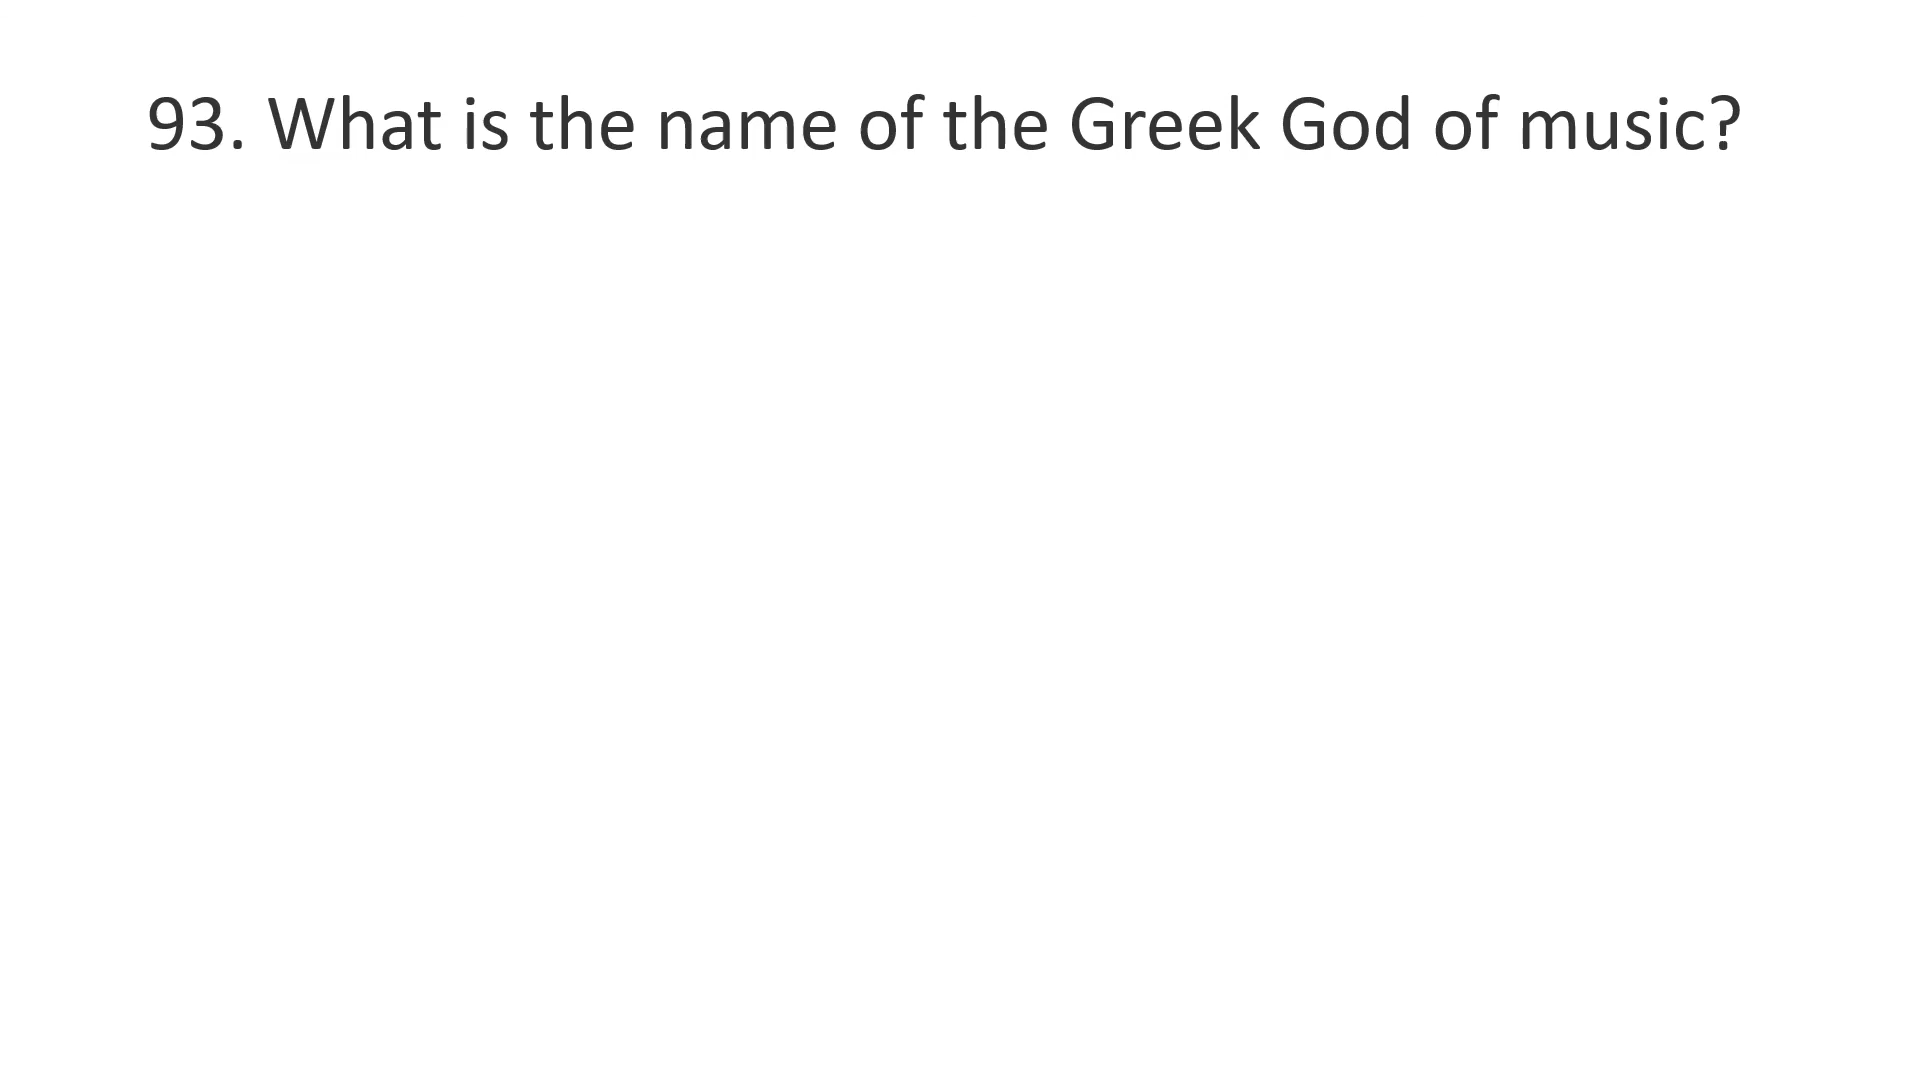 93. What is the name of the Greek God of music?